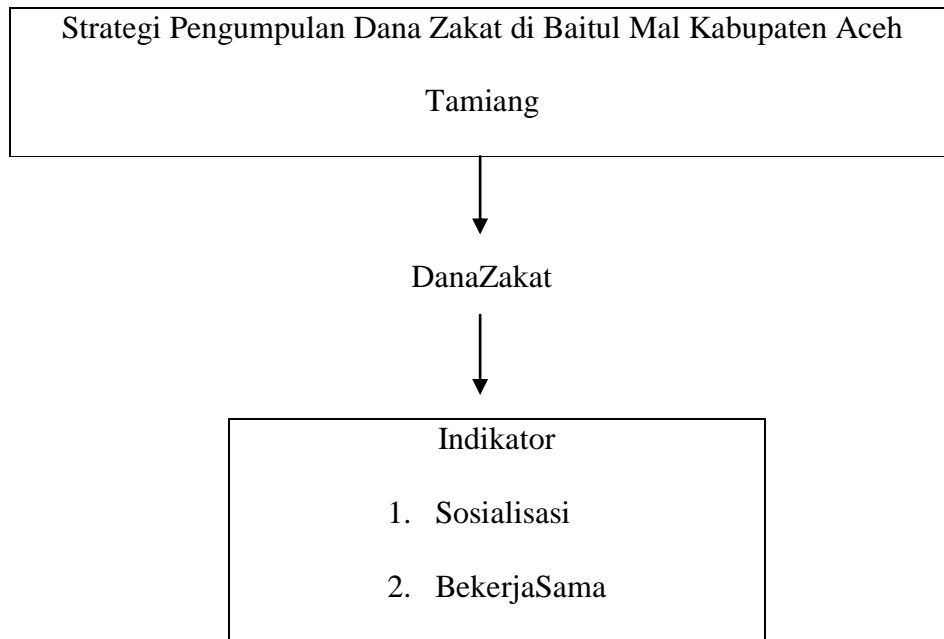 Strategi Pengumpulan Dana Zakat di Baitul Mal Kabupaten Aceh
Tamiang
DanaZakat
Indikator
1. Sosialisasi
2. BekerjaSama